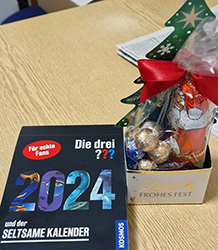 Für echte
Fans
Die drei
???
2024
und der
SELTSAME KALENDER
KOSMOS
FROHES FEST